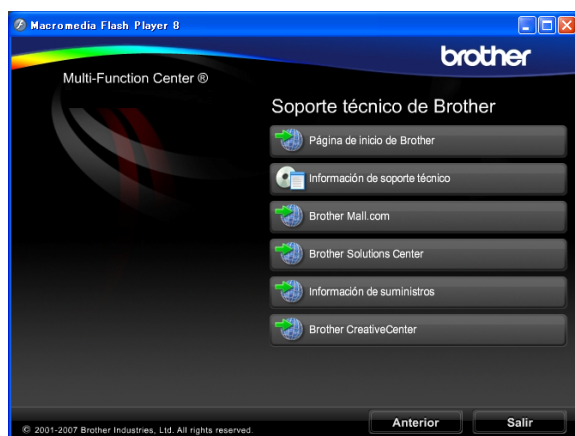 Macromedia Flash Player 8
brother
Multi-Function Center ®
Soporte técnico de Brother
Página de inicio de Brother
Información de soporte técnico
Brother Mall.com
Brother Solutions Center
Información de suministros
Brother CreativeCenter
© 2001-2007 Brother Industries, Ltd. All rights reserved.
Anterior
Salir